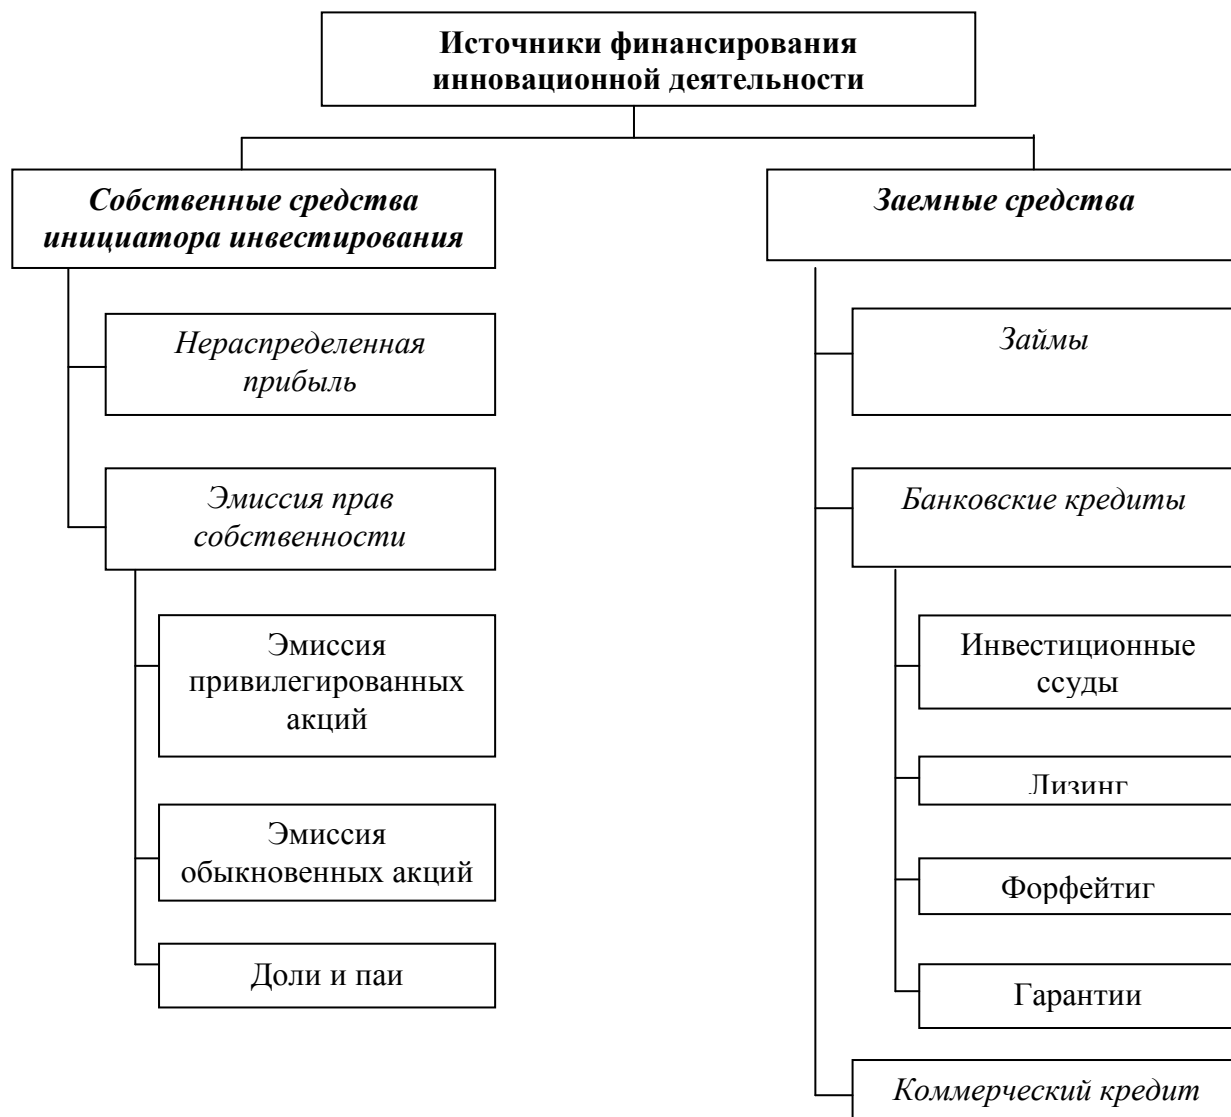 Источники финансирования
инновационной деятельности
Собственные средства
инициатора инвестирования
Нераспределенная
прибыль
Эмиссия прав
собственности
Эмиссия
привилегированных
акций
Эмиссия
обыкновенных акций
Доли и паи
Заемные средства
Займы
Банковские кредиты
Инвестиционные
ссуды
Лизинг
Форфейтиг
Гарантии
Коммерческий кредит